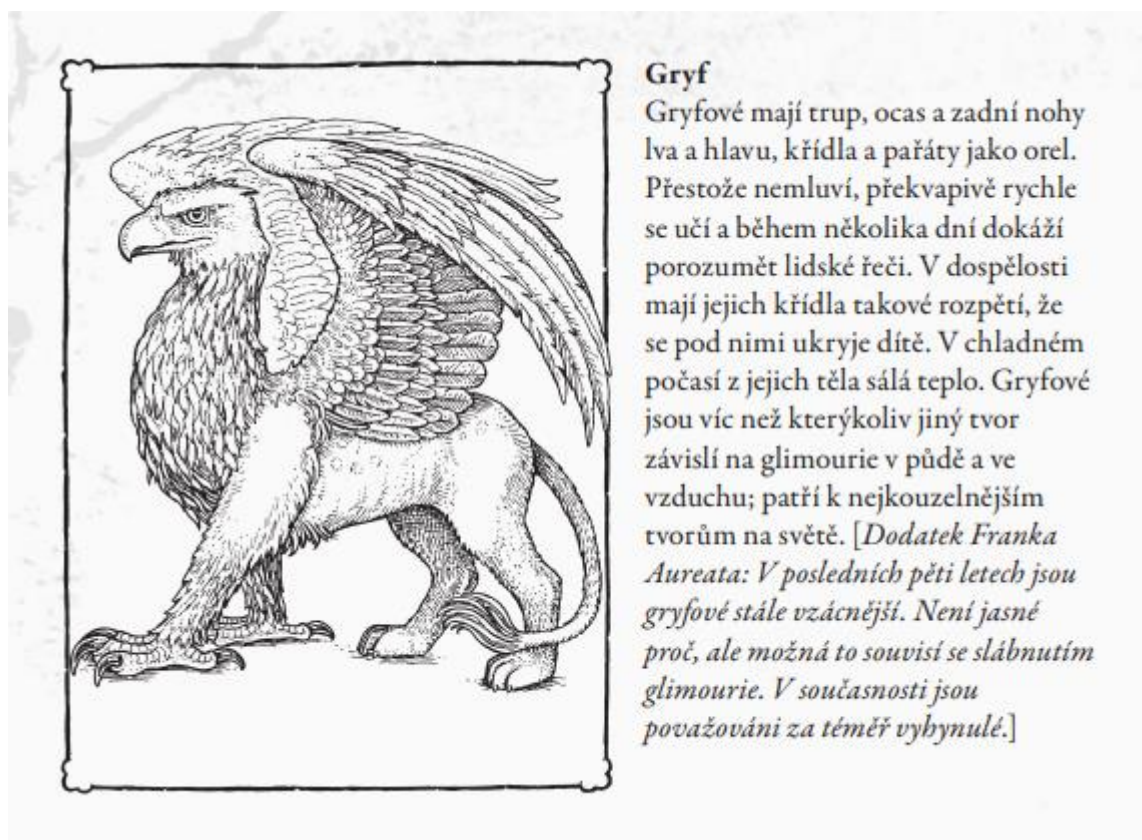 Gryf
Gryfové mají trup, ocas a zadní nohy
lva a hlavu, křídla a pařáty jako orel.
Přestože nemluví, překvapivě rychle
se učí a během několika dní dokáží
porozumět lidské řeči. V dospělosti
mají jejich křídla takové rozpětí, že
se pod nimi ukryje dítě. V chladném
počasí z jejich těla sálá teplo. Gryfové
jsou víc než kterýkoliv jiný tvor
závislí na glimourie v půdě a ve
vzduchu; patří k nejkouzelnějším
tvorům na světě. [Dodatek Franka
Aureata: V posledních pěti letech jsou
gryfové stále vzácnější. Není jasné
proč, ale možná to souvisí se slábnutím
glimourie. V současnosti jsou
považováni za téměř vyhynulé.]